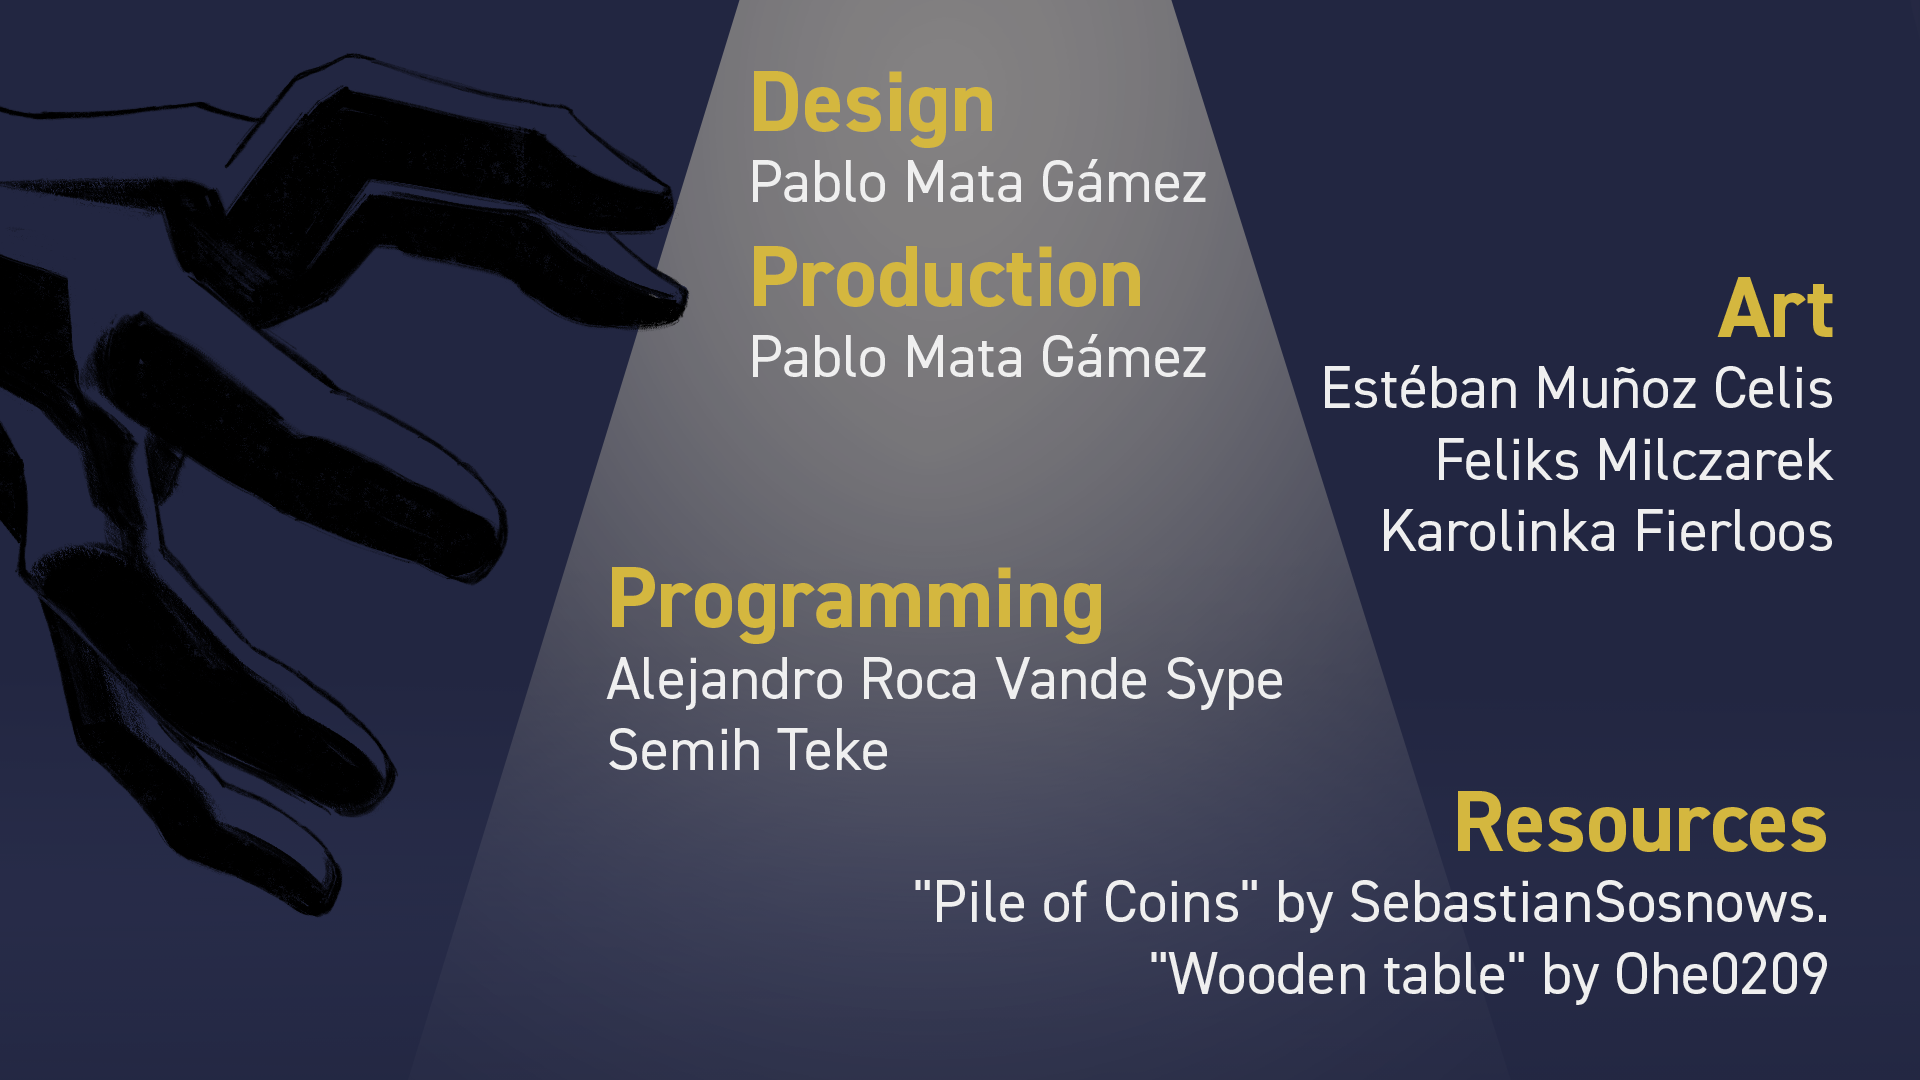 Design
Pablo Mata Gámez
Production
Pablo Mata Gámez
Art
Estéban Muñoz Celis
Feliks Milczarek
Karolinka Fierloos
Programming
Alejandro Roca Vande Sype
Semih Teke
Resources
"Pile of Coins" by SebastianSosnows.
"Wooden table" by Ohe0209